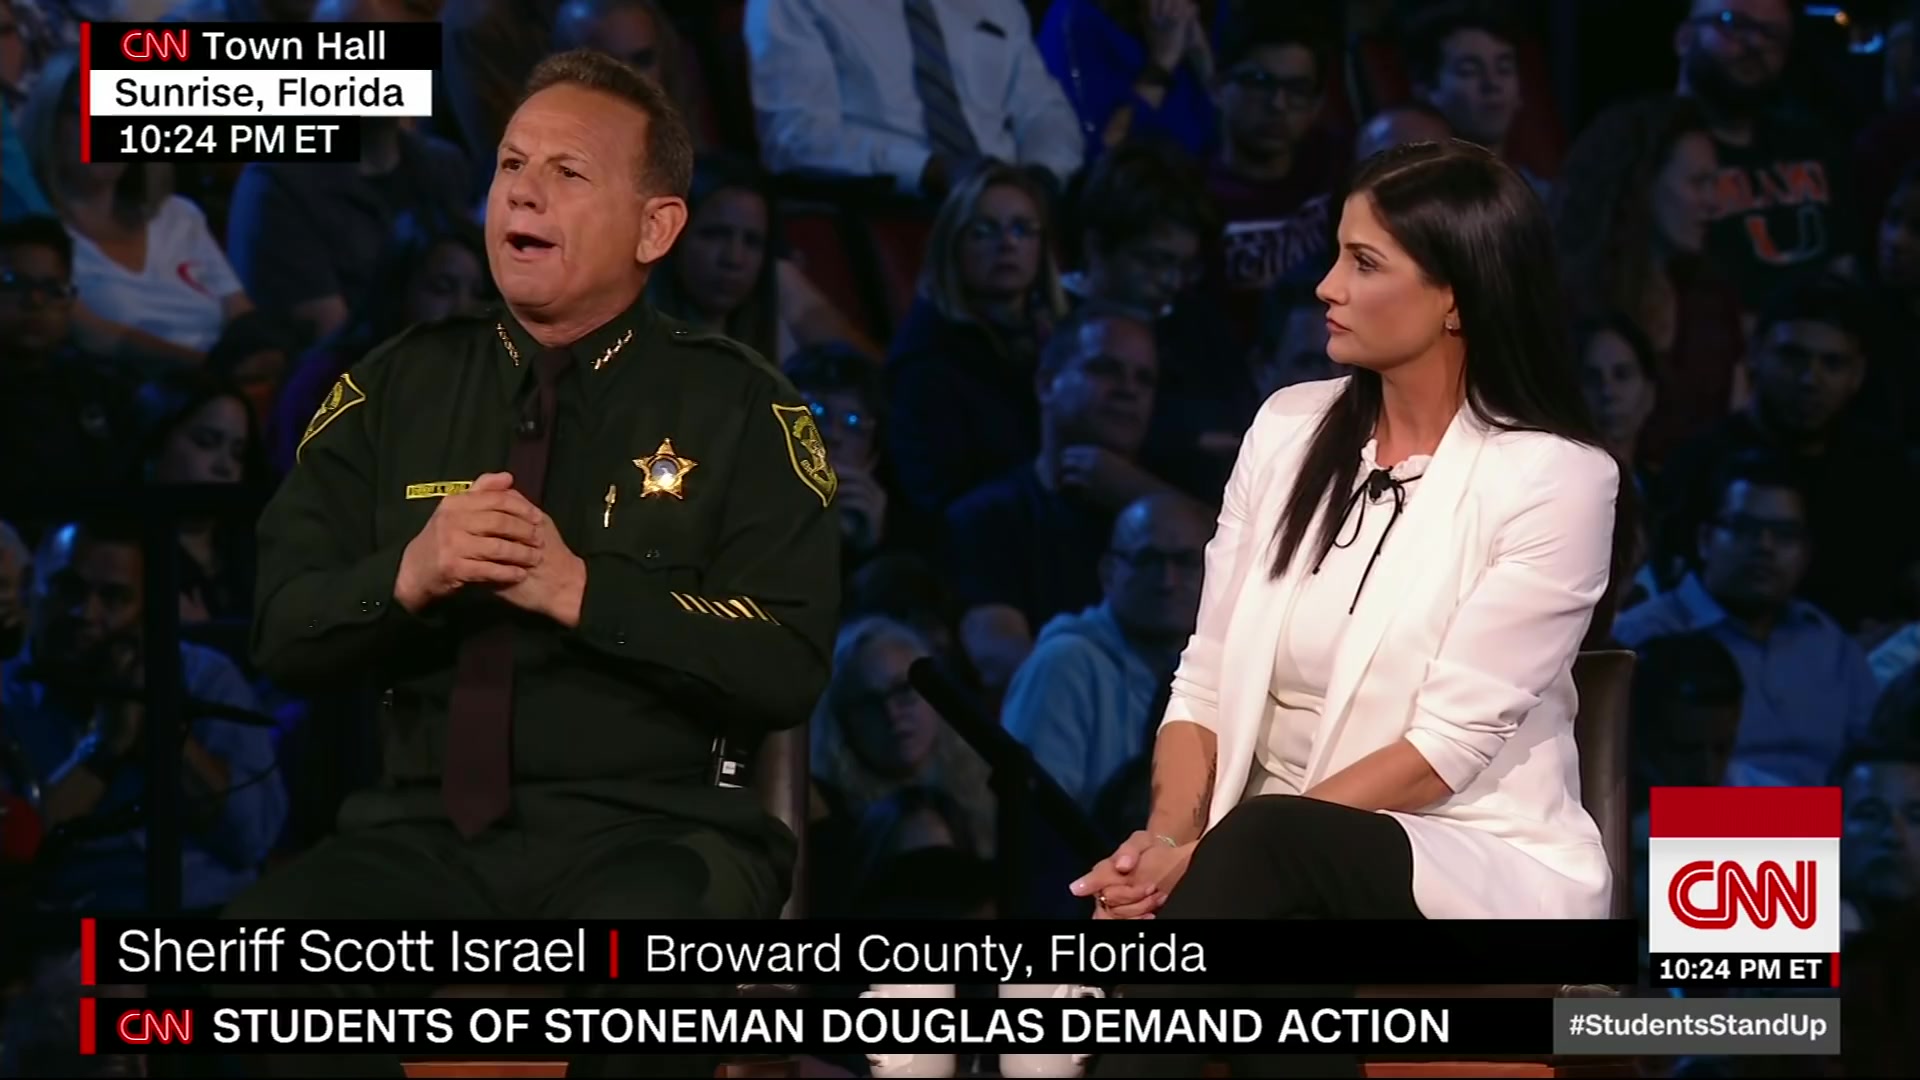 CNN Town Hall
Sunrise, Florida
10:24 PM ET
MIAMI
U
CNN
10:24 PM ET
Sheriff Scott Israel | Broward County, Florida
CNN STUDENTS OF STONEMAN DOUGLAS DEMAND ACTION
#StudentsStandUp